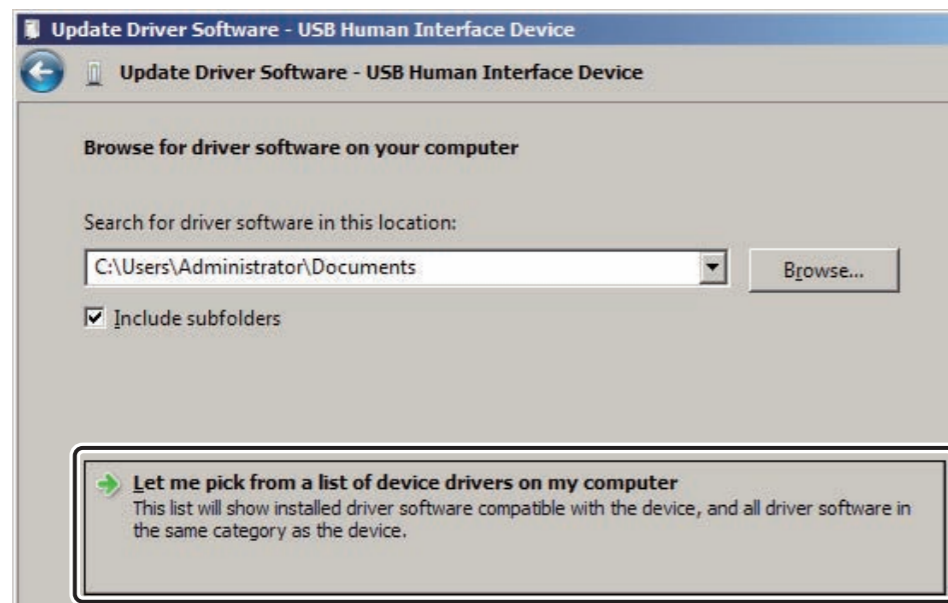 Update Driver Software - USB Human Interface Device
Update Driver Software - USB Human Interface Device
Browse for driver software on your computer
Search for driver software in this location:
C:\Users\Administrator\Documents
Browse...
Include subfolders
Let me pick from a list of device drivers on my computer
This list will show installed driver software compatible with the device, and all driver software in
the same category as the device.